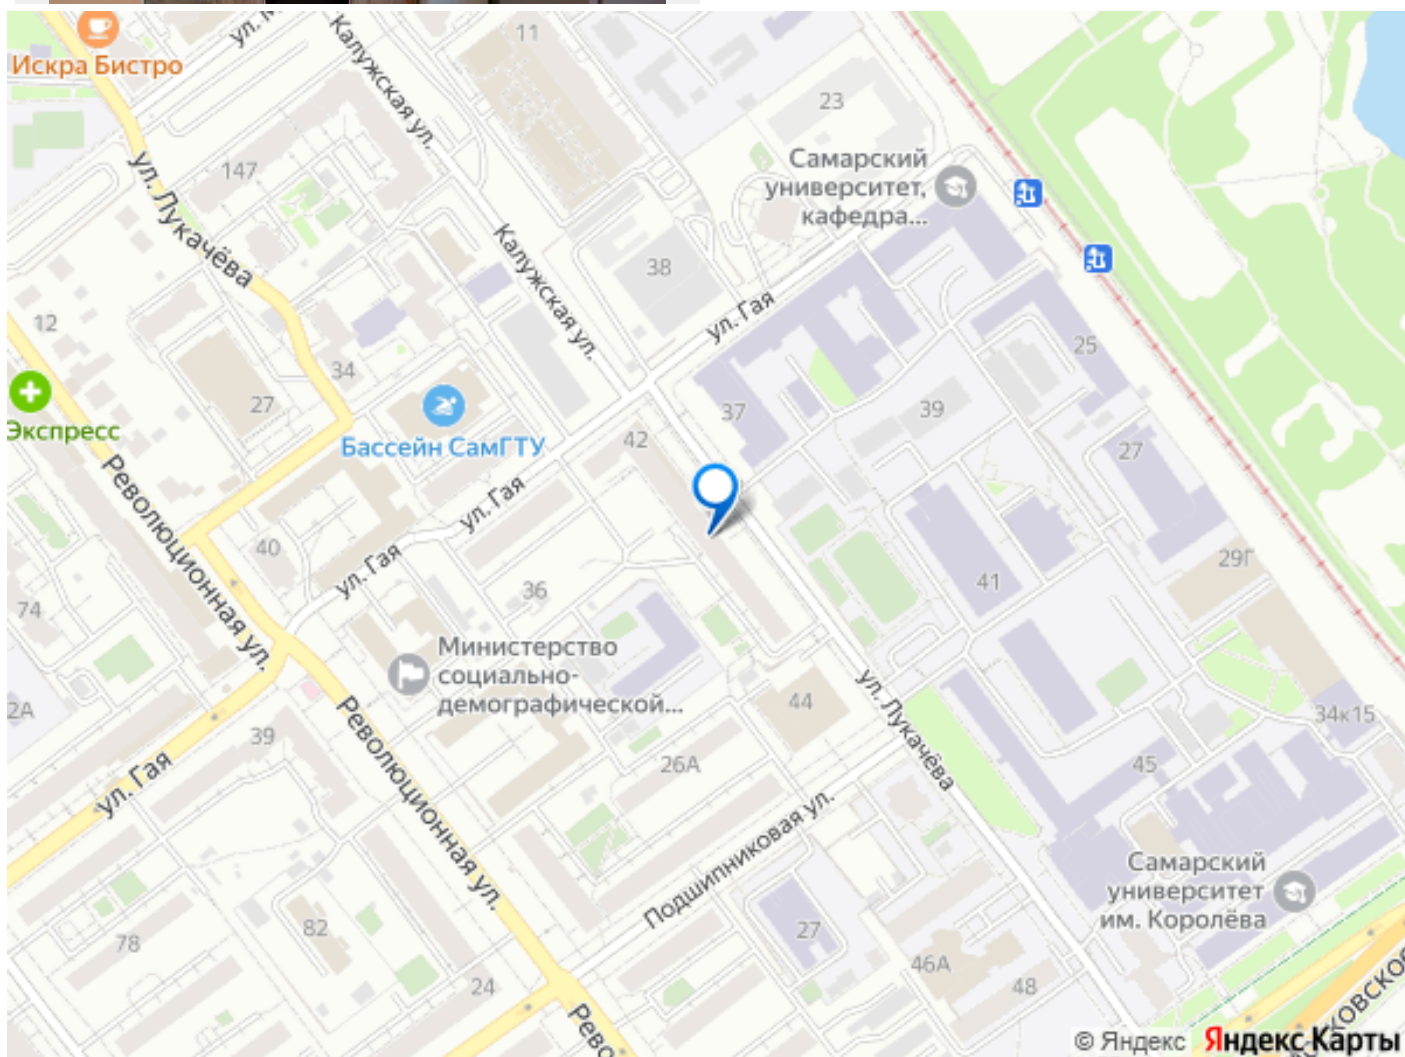 ул. М
11
Искра Бистро
Калужская ул.
23
Самарский
университет,
кафедра...
147
ул. Лукачёва
Калужская ул.
38
ул. Гая
12
34
25
27
37
39
Экспресс
Бассейн СамГТУ
42
27
Революционная ул.
ул. Гая
40
ул. Гая
29Г
74
36
41
Министерство
социально-
демографической...
2А
44
ул. Лукачёва
34к15
39
Революционная ул.
26А
45
ул. Гая
Подшипниковая ул.
Самарский
университет
им. Королёва
78
82
27
46А
24
48
Рево
ковское
© Яндекс Яндекс Карты